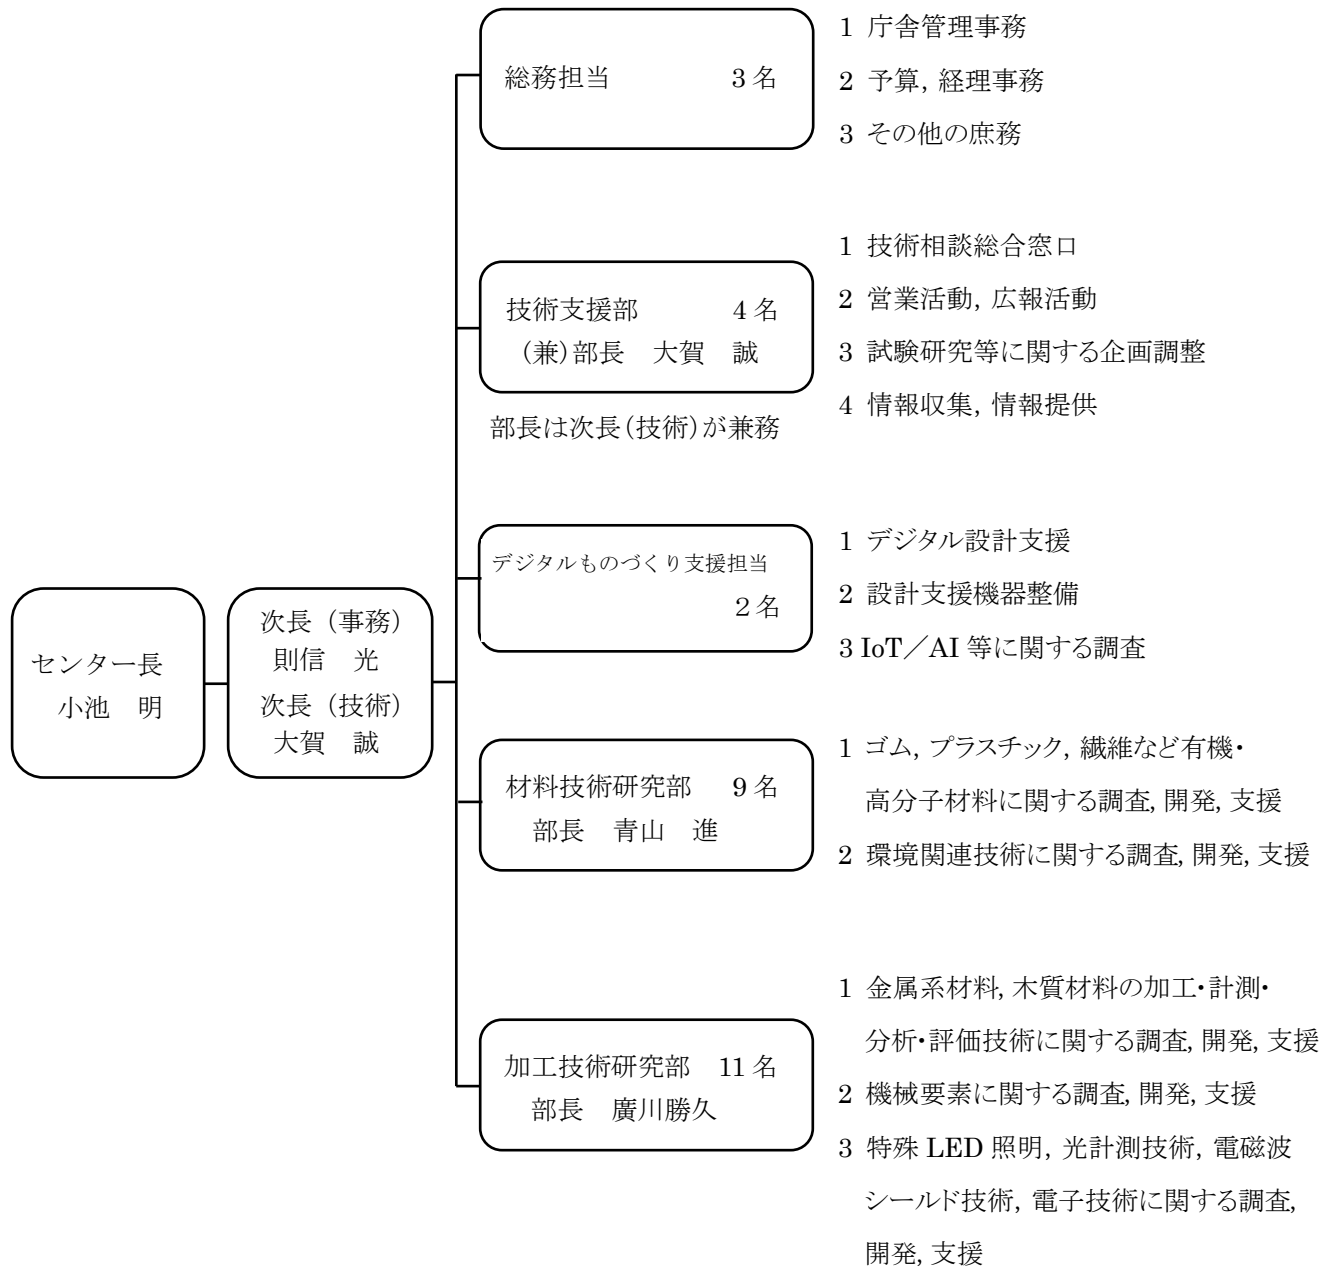 総務担当 3名
1 庁舎管理事務
2 予算, 経理事務
3 その他の庶務
技術支援部 4名
(兼)部長 大賀 誠
部長は次長(技術)が兼務
1 技術相談総合窓口
2 営業活動, 広報活動
3 試験研究等に関する企画調整
4 情報収集, 情報提供
デジタルものづくり支援担当
2名
1 デジタル設計支援
2 設計支援機器整備
3 IoT/AI 等に関する調査
センター長
小池 明
次長(事務)
則信 光
次長(技術)
大賀 誠
材料技術研究部 9名
部長 青山 進
1 ゴム, プラスチック, 繊維など有機・
高分子材料に関する調査, 開発, 支援
2 環境関連技術に関する調査, 開発, 支援
加工技術研究部 11名
部長 廣川勝久
1 金属系材料, 木質材料の加工・計測・
分析・評価技術に関する調査, 開発, 支援
2 機械要素に関する調査, 開発, 支援
3 特殊 LED 照明, 光計測技術, 電磁波
シールド技術, 電子技術に関する調査,
開発, 支援